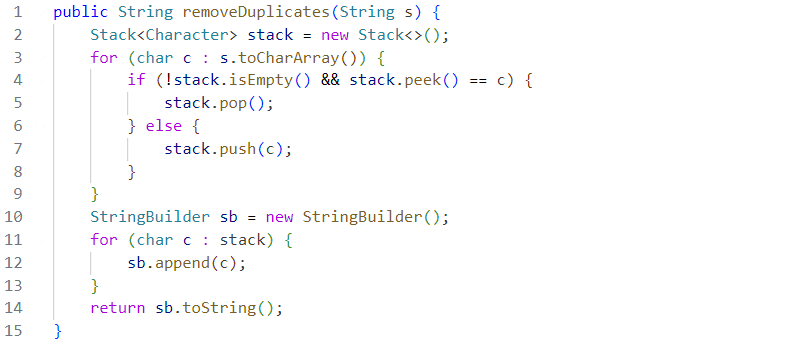 1 public String removeDuplicates(String s) {
2     Stack<Character> stack = new Stack<>();
3     for (char c : s.toCharArray()) {
4         if (!stack.isEmpty() && stack.peek() == c) {
5             stack.pop();
6         } else {
7             stack.push(c);
8         }
9     }
10     StringBuilder sb = new StringBuilder();
11     for (char c : stack) {
12         sb.append(c);
13     }
14     return sb.toString();
15 }